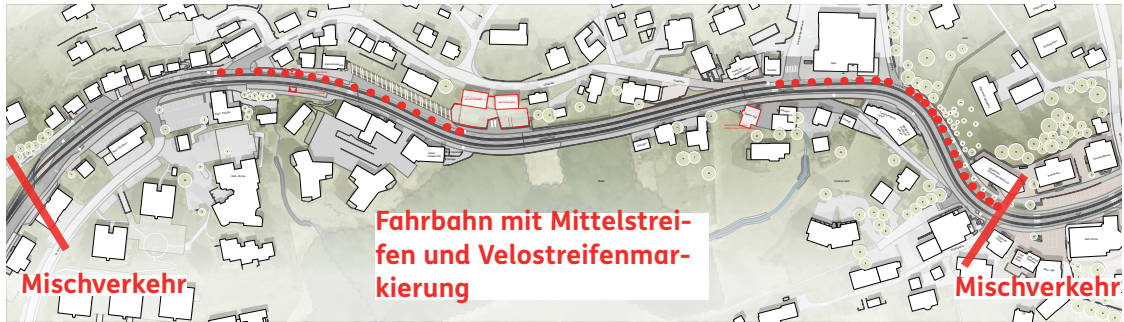 Fahrbahn mit Mittelstrei-
fen und Velostreifenmar-
kierung
Mischverkehr
Mischverkehr